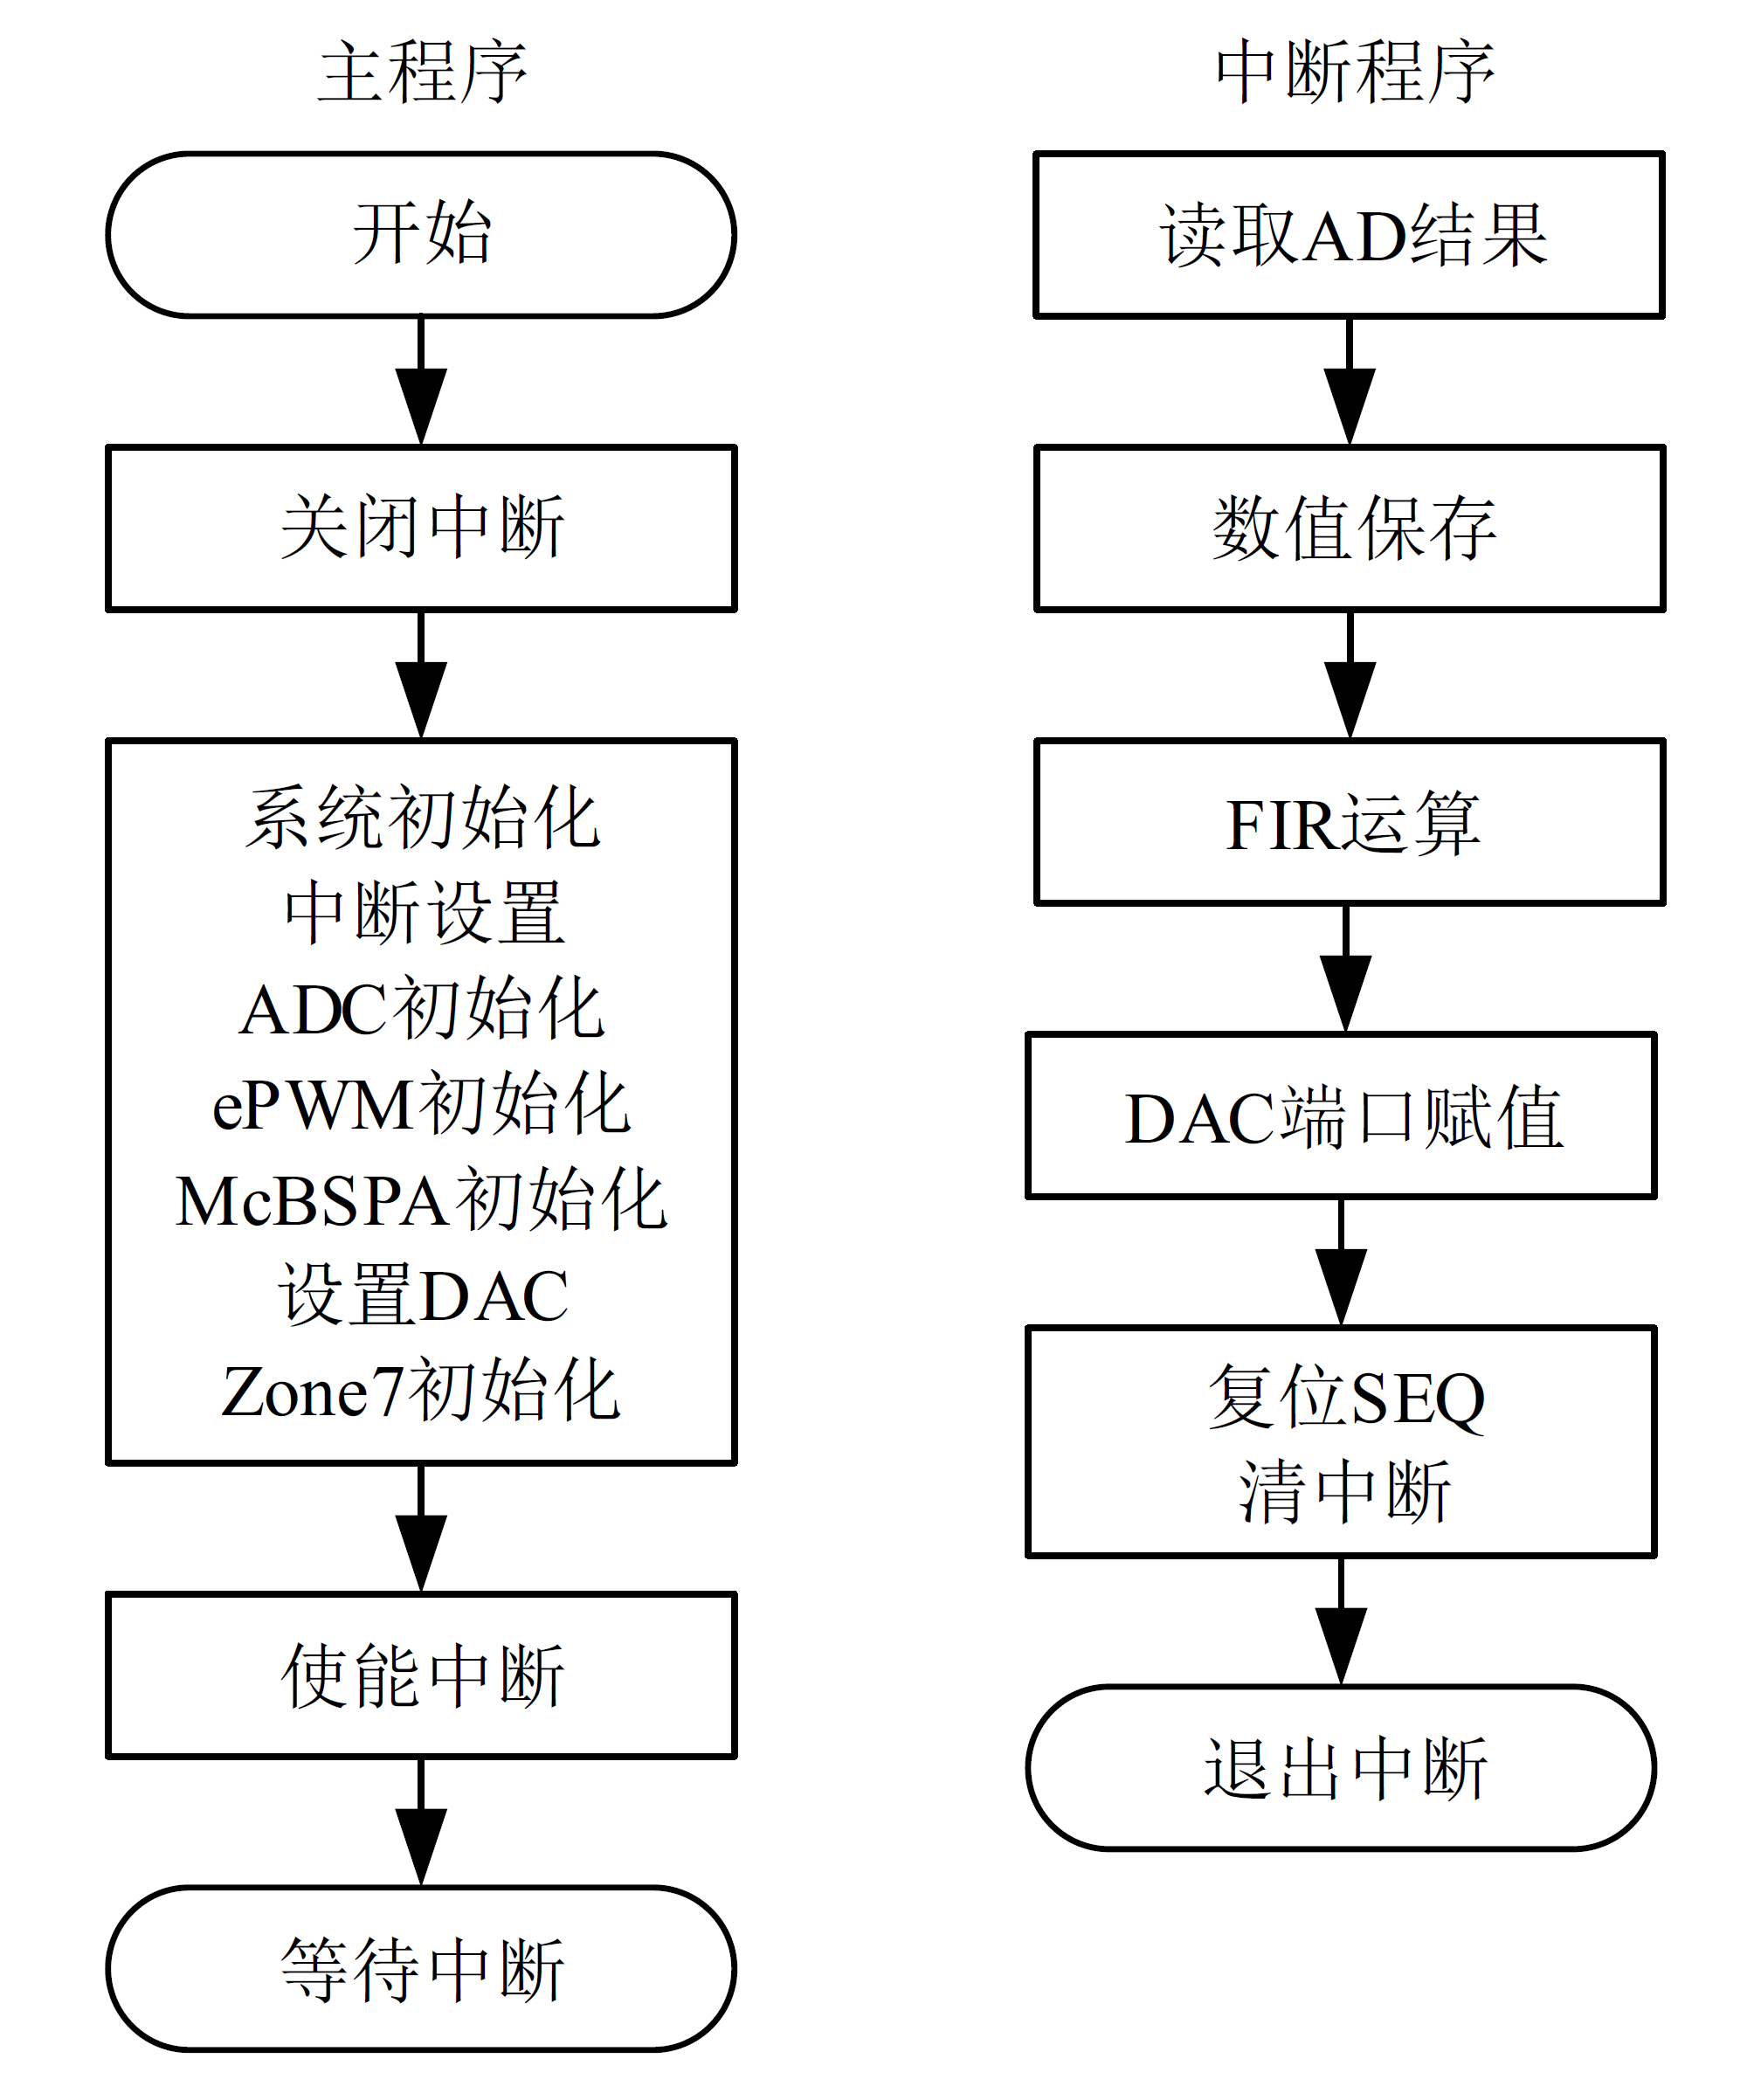 主程序
开始
关闭中断
系统初始化
中断设置
ADC初始化
ePWM初始化
McBSPA初始化
设置DAC
Zone7初始化
使能中断
等待中断
中断程序
读取AD结果
数值保存
FIR运算
DAC端口赋值
复位SEQ
清中断
退出中断